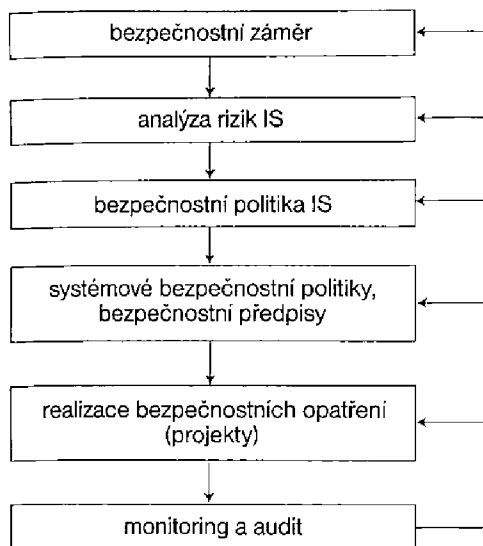 bezpečnostní záměr
analýza rizik IS
bezpečnostní politika IS
systémové bezpečnostní politiky,
bezpečnostní předpisy
realizace bezpečnostních opatření
(projekty)
monitoring a audit